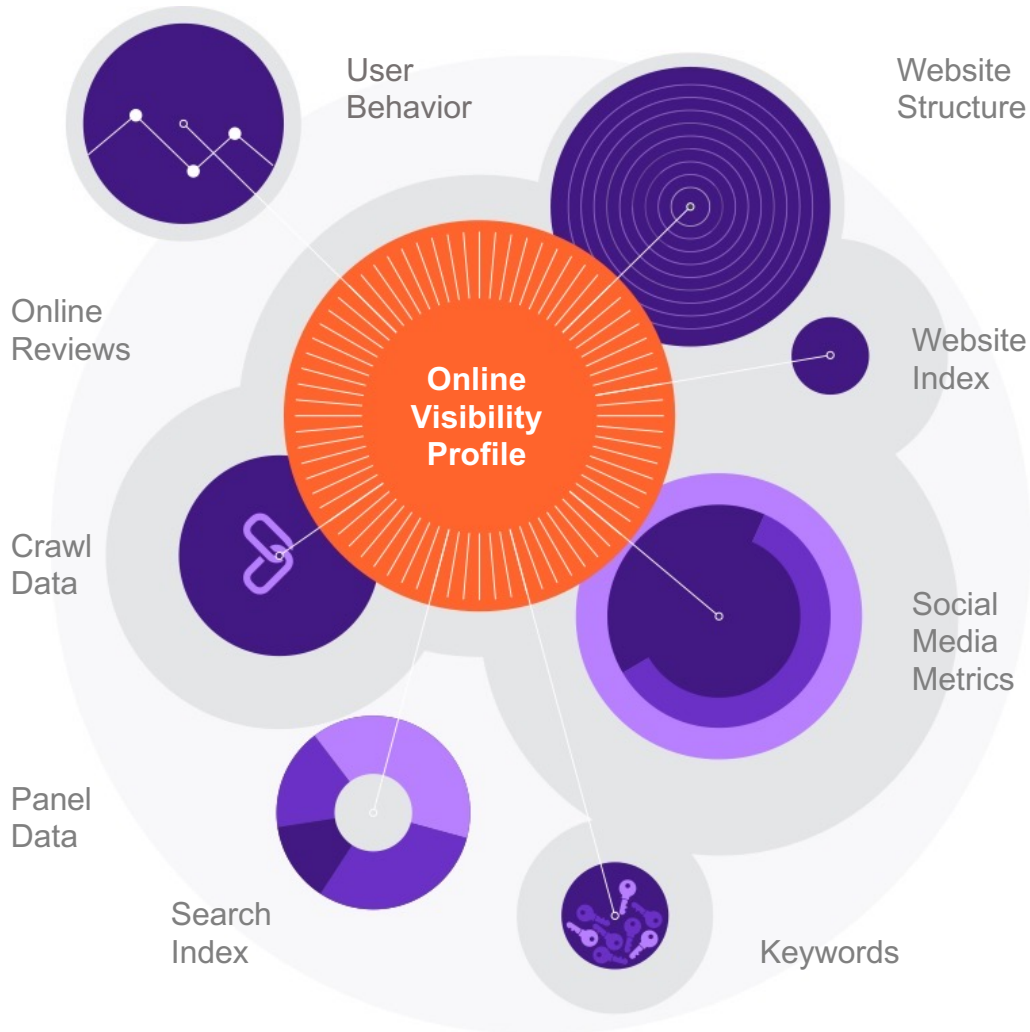 User
Behavior
Website
Structure
Online
Reviews
Website
Index
Online
Visibility
Profile
Crawl
Data
Social
Media
Metrics
Panel
Data
Search
Index
Keywords